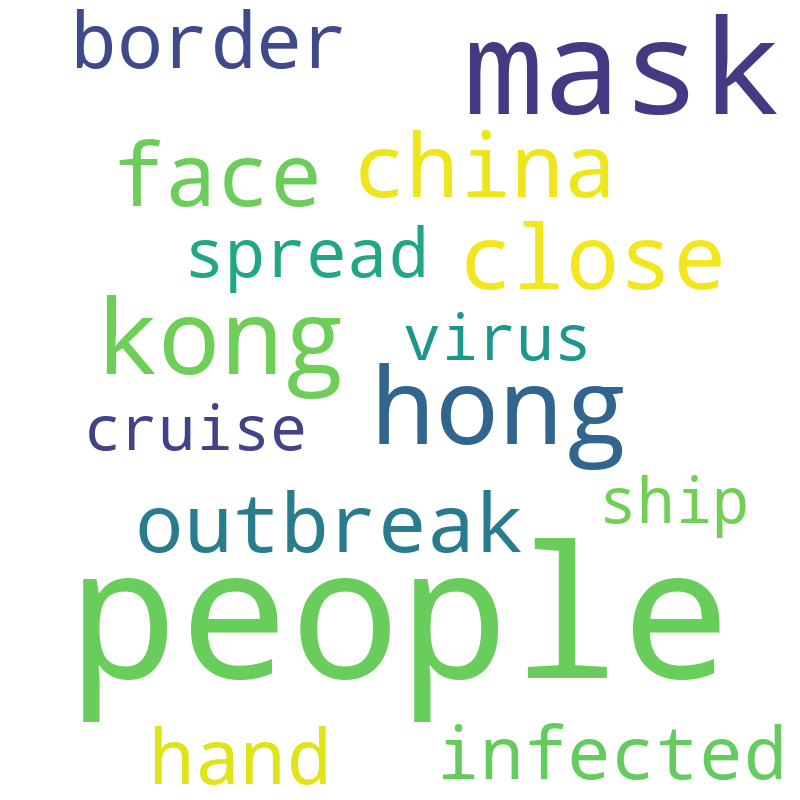 border mask
face china
spread close
kong virus
cruise hong
outbreak ship
people
hand infected